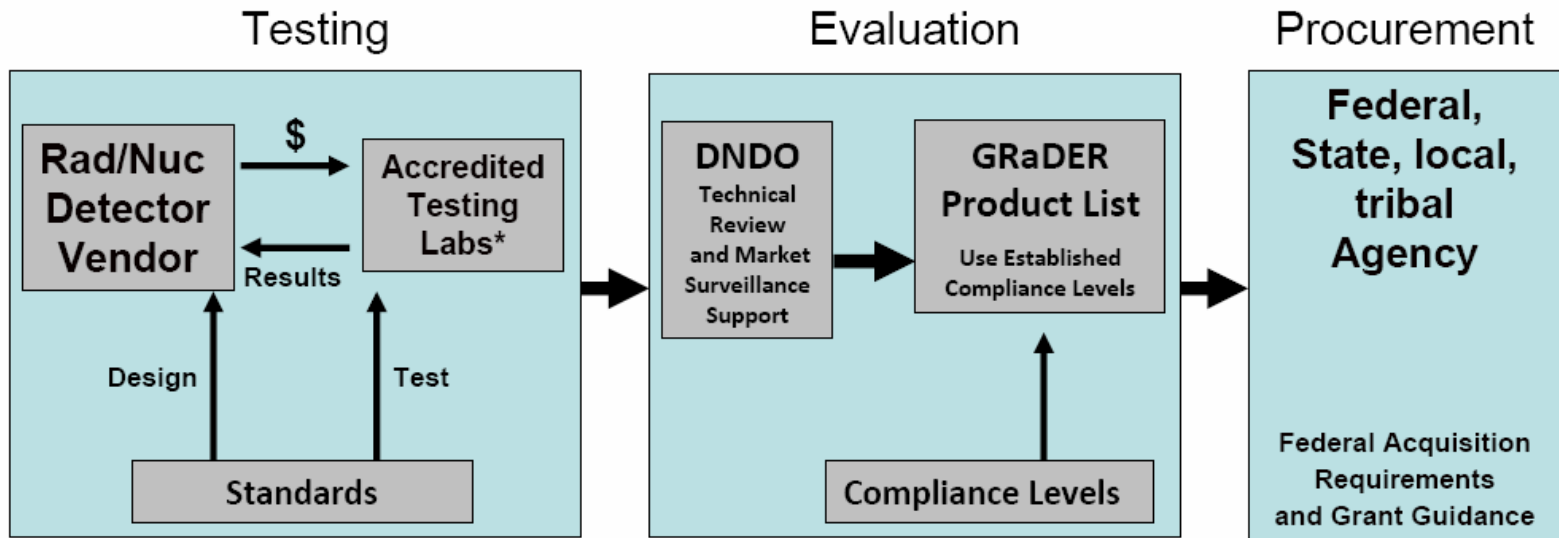 Testing
Evaluation
Procurement
Rad/Nuc
Detector
Vendor
$
Results
Accredited
Testing
Labs*
Design
Test
Standards
DNDO
Technical
Review
and Market
Surveillance
Support
GRaDER
Product List
Use Established
Compliance Levels
Compliance Levels
Federal,
State, local,
tribal
Agency
Federal Acquisition
Requirements
and Grant Guidance